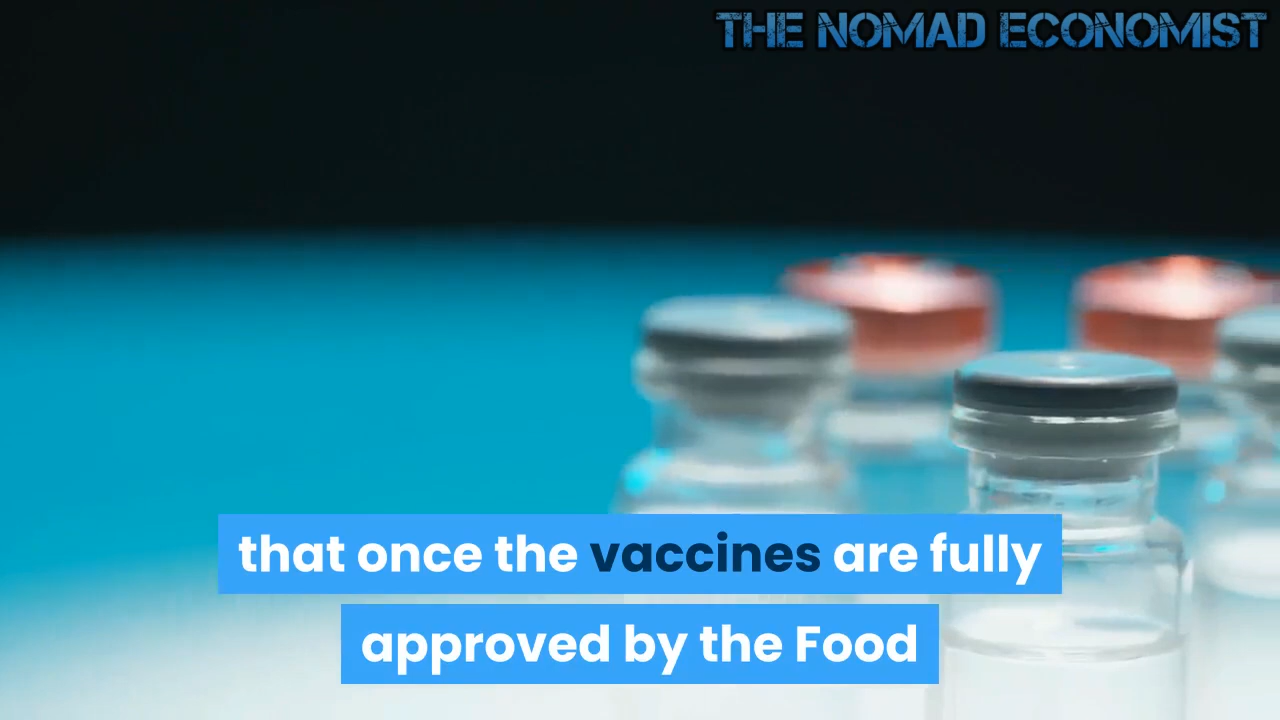 THE NOMAD ECONOMIST
that once the vaccines are fully
approved by the Food